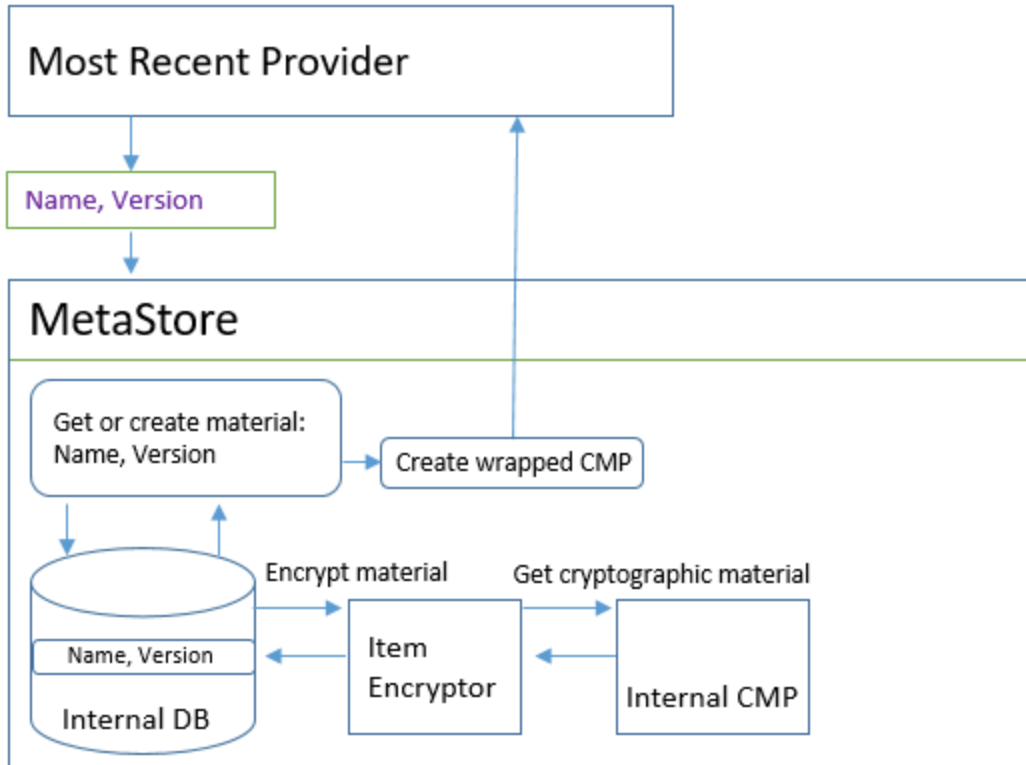 Most Recent Provider
Name, Version
MetaStore
Get or create material:
Name, Version
Create wrapped CMP
Encrypt material
Get cryptographic material
Name, Version
Internal DB
Item
Encryptor
Internal CMP